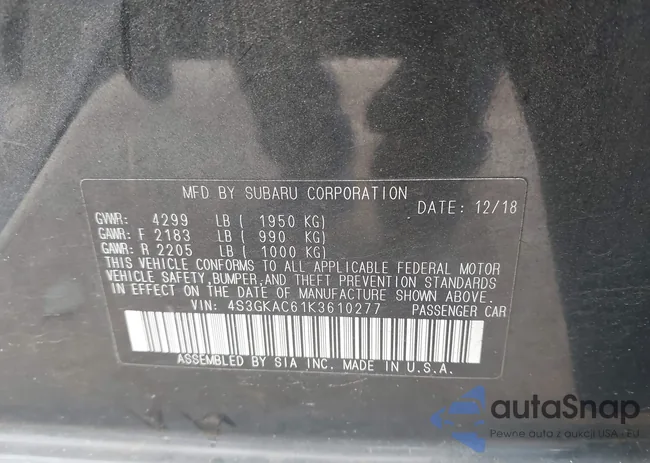 MFD BY SUBARU CORPORATION
DATE: 12/18
GVWR: 4299 LB ( 1950 KG)
GAWR: F 2183 LB ( 990 KG)
GAWR: R 2205 LB ( 1000 KG)
THIS VEHICLE CONFORMS TO ALL APPLICABLE FEDERAL MOTOR
VEHICLE SAFETY,BUMPER,AND THEFT PREVENTION STANDARDS
IN EFFECT ON THE DATE OF MANUFACTURE SHOWN ABOVE.
VIN: 4S3GKAC61K3610277 PASSENGER CAR
ASSEMBLED BY SIA INC. MADE IN U.S.A.
autaSnap
Pewne auta z aukcji USA - EU